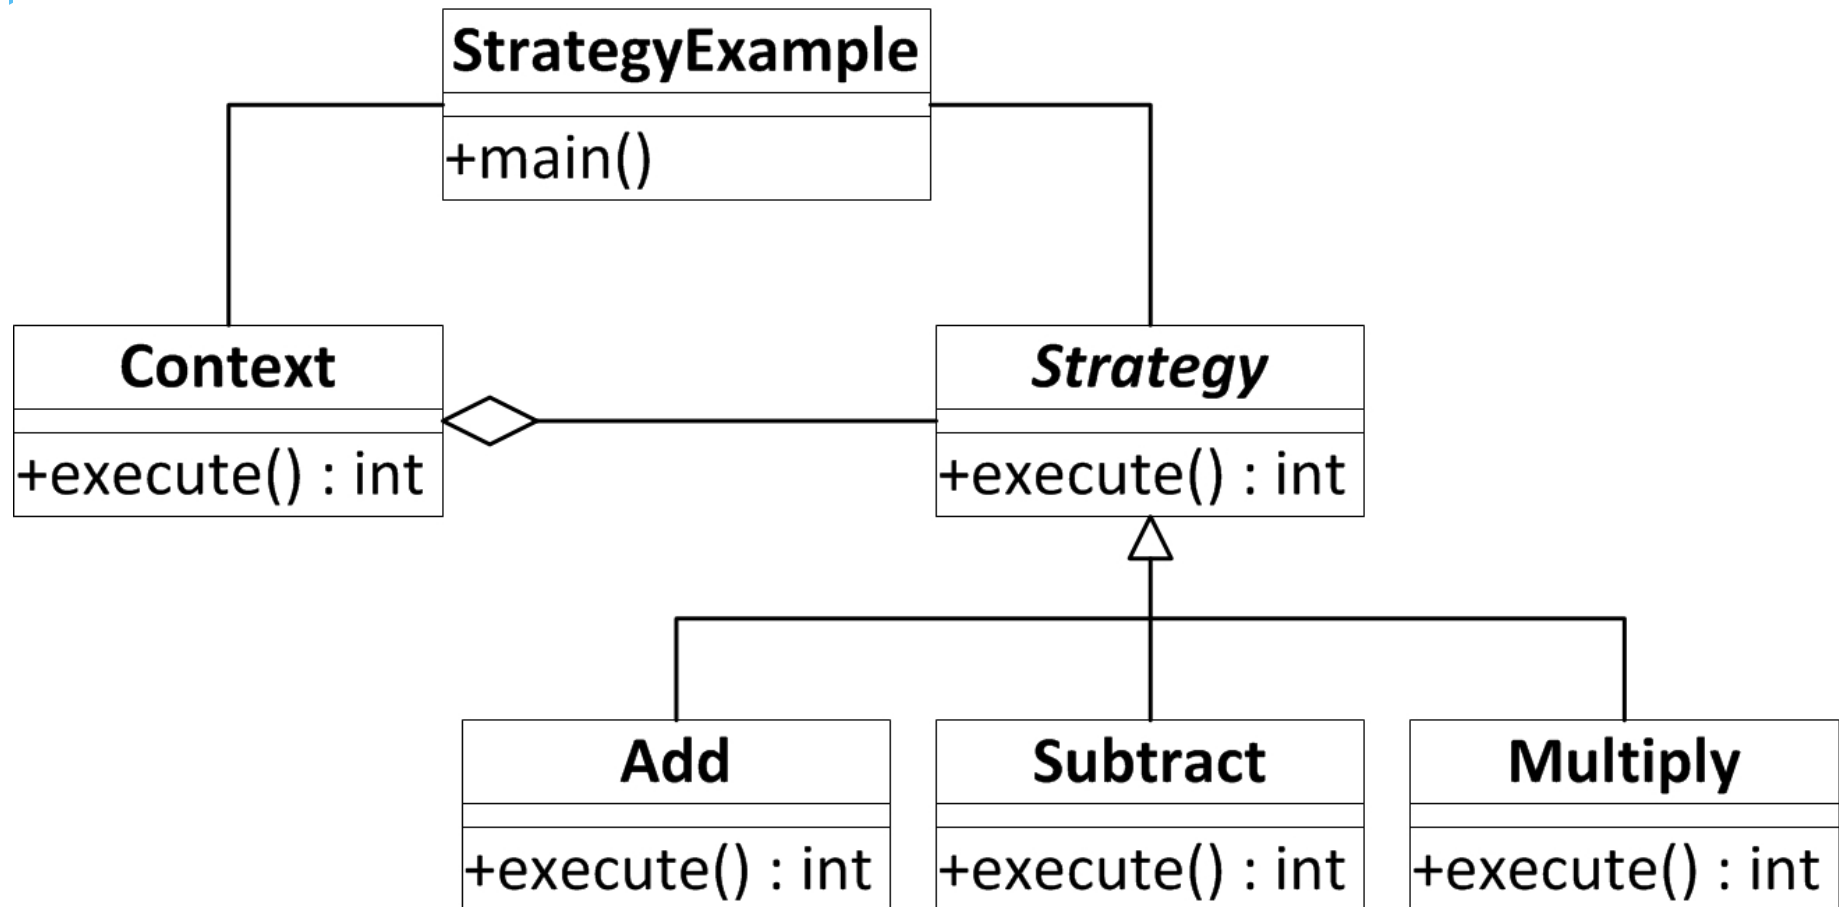 StrategyExample
+main()
Context
+execute() : int
Strategy
+execute() : int
Add
+execute() : int
Subtract
+execute() : int
Multiply
+execute() : int